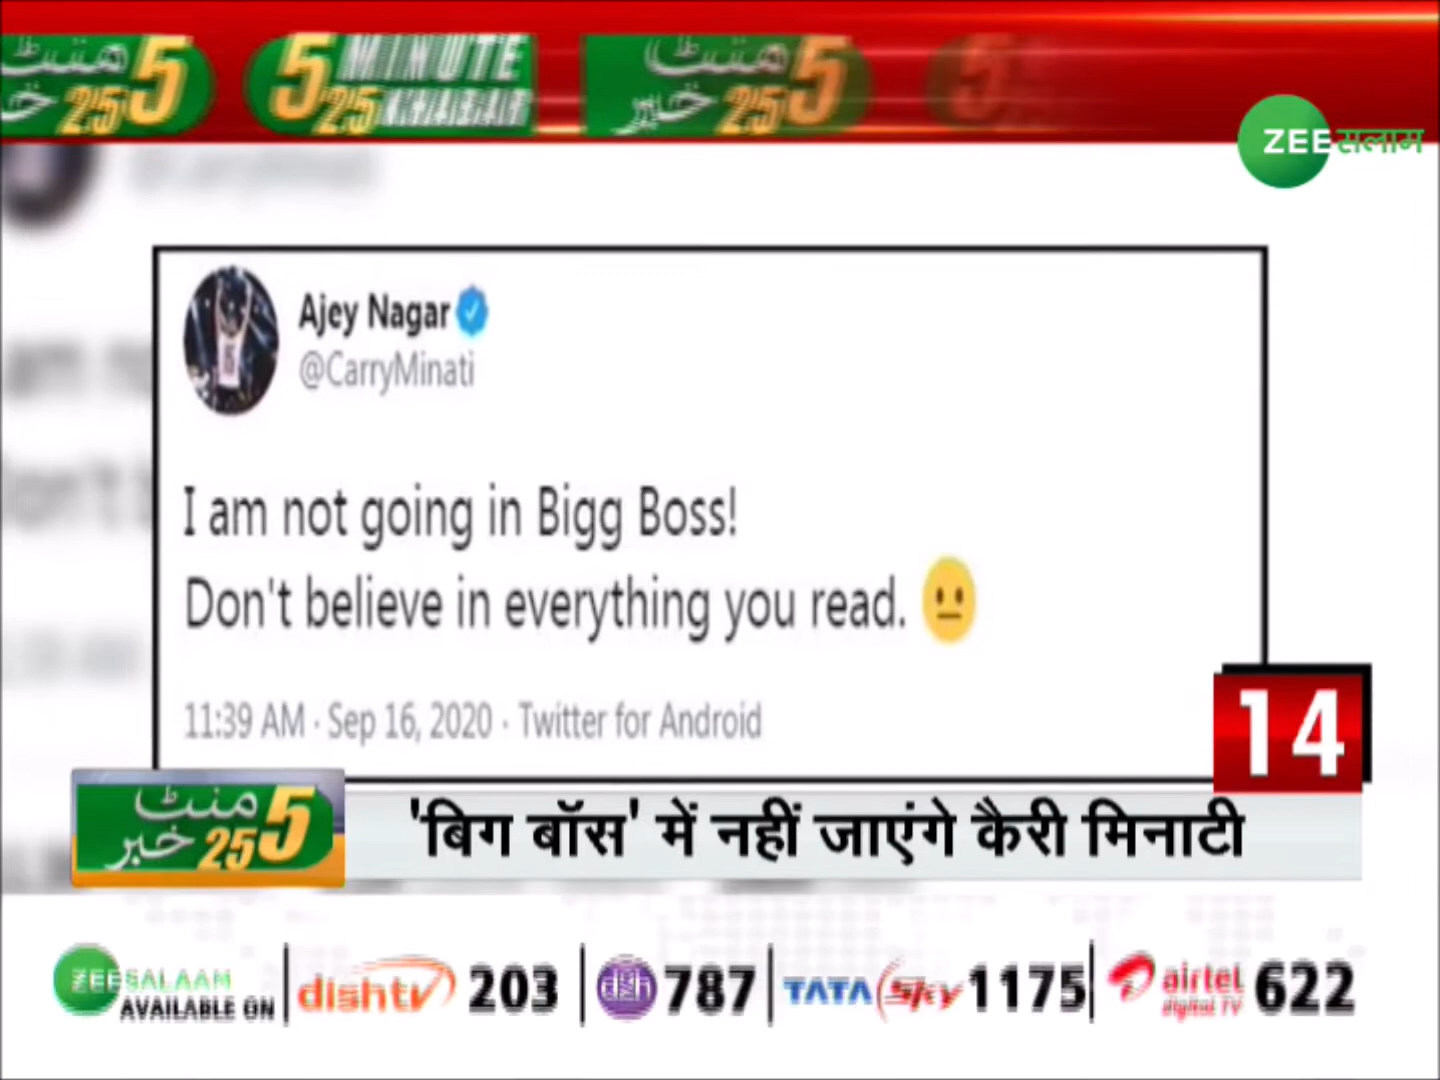 منٹ 5
خبر 25
5 MINUTE
25 KHABAR
منٹ 5
خبر 25
5
ZEE सलाम
Ajey Nagar
@CarryMinati
I am not going in Bigg Boss!
Don't believe in everything you read. 😐
11:39 AM · Sep 16, 2020 · Twitter for Android
14
منٹ 5
خبر 25
'बिग बॉस' में नहीं जाएंगे कैरी मिनाटी
ZEE SALAAM
AVAILABLE ON
dishtv 203
d2h 787
TATA Sky 1175
airtel digital TV 622